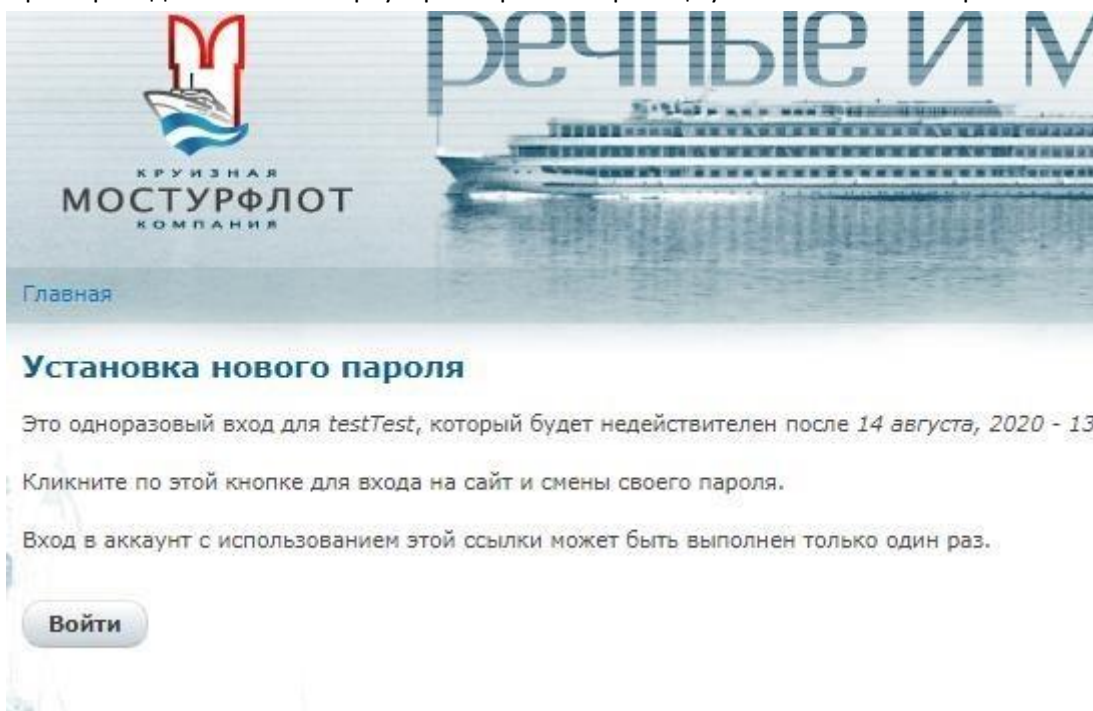 речные и м
КРУИЗНАЯ
МОСТУРФЛОТ
КОМПАНИЯ
Главная
Установка нового пароля
Это одноразовый вход для testTest, который будет недействителен после 14 августа, 2020 - 13
Кликните по этой кнопке для входа на сайт и смены своего пароля.
Вход в аккаунт с использованием этой ссылки может быть выполнен только один раз.
Войти